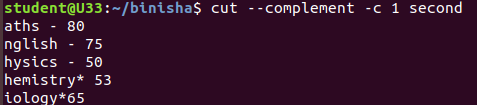 student@U33:~/binisha$ cut --complement -c 1 second
aths - 80
nglish - 75
hysics - 50
hemistry* 53
iology*65